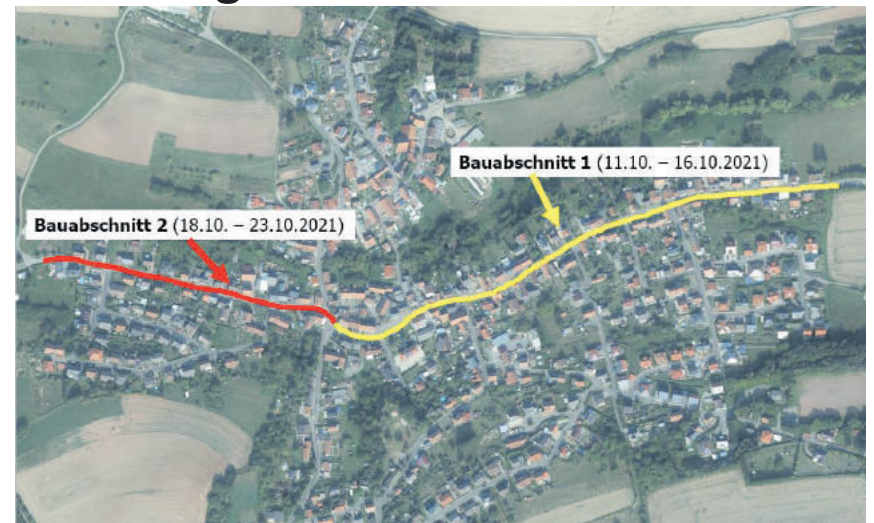 Bauabschnitt 1 (11.10. – 16.10.2021)
Bauabschnitt 2 (18.10. – 23.10.2021)